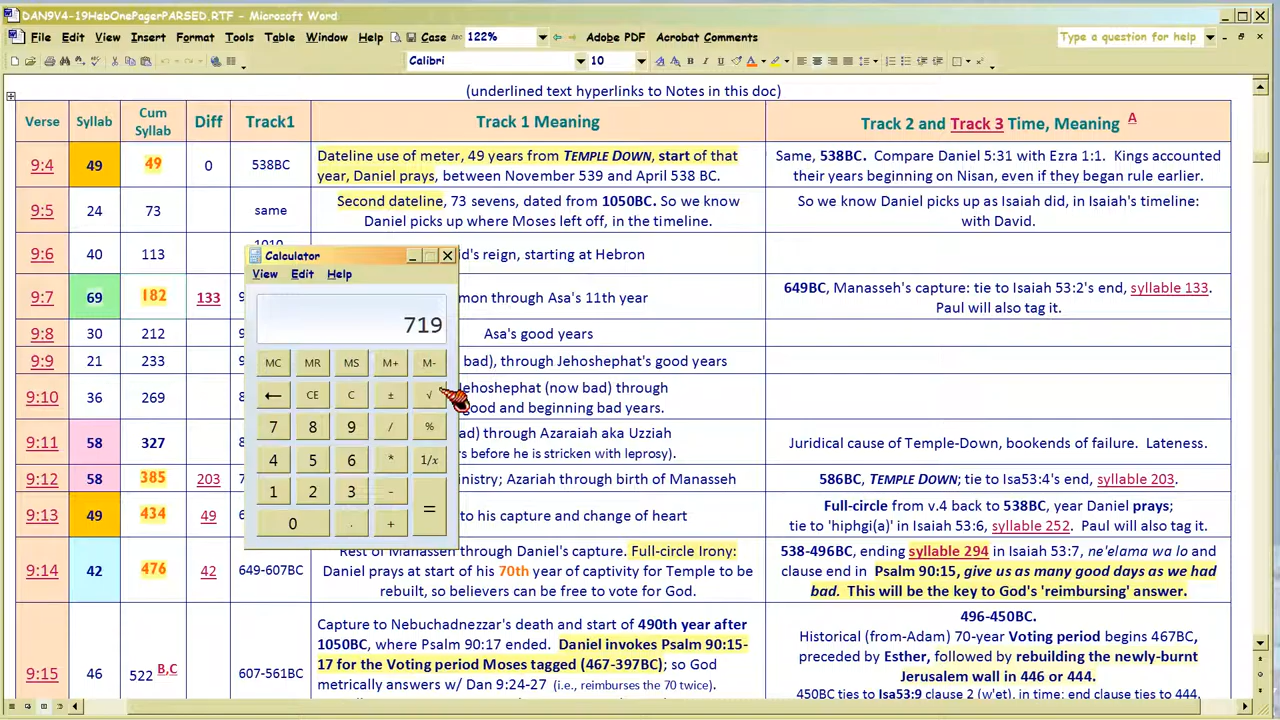 DAN9V4-19HebOnePagerPARSED.RTF - Microsoft Word
File Edit View Insert Format Tools Table Window Help Case 122% Adobe PDF Acrobat Comments Type a question for help
Calibri 10
(underlined text hyperlinks to Notes in this doc)
Verse Syllab Cum Syllab Diff Track1 Track 1 Meaning Track 2 and Track 3 Time, Meaning A
9:4 49 49 0 538BC Dateline use of meter, 49 years from TEMPLE DOWN, start of that
year, Daniel prays, between November 539 and April 538 BC.
Same, 538BC. Compare Daniel 5:31 with Ezra 1:1. Kings accounted
their years beginning on Nisan, even if they began rule earlier.
9:5 24 73 same Second dateline, 73 sevens, dated from 1050BC. So we know
Daniel picks up where Moses left off, in the timeline.
So we know Daniel picks up as Isaiah did, in Isaiah's timeline:
with David.
9:6 40 113 's reign, starting at Hebron
9:7 69 182 133 9 through Asa's 11th year
649BC, Manasseh's capture: tie to Isaiah 53:2's end, syllable 133.
Paul will also tag it.
9:8 30 212 9 Asa's good years
9:9 21 233 9 bad), through Jehoshephat's good years
9:10 36 269 8 Jehoshephat (now bad) through
good and beginning bad years.
9:11 58 327 8 ad) through Azaraiah aka Uzziah
rs before he is stricken with leprosy).
Juridical cause of Temple-Down, bookends of failure. Lateness.
9:12 58 385 203 7 nistry; Azariah through birth of Manasseh
586BC, TEMPLE DOWN; tie to Isa53:4's end, syllable 203.
9:13 49 434 49 6 to his capture and change of heart
Full-circle from v.4 back to 538BC, year Daniel prays;
tie to 'hiphgi(a)' in Isaiah 53:6, syllable 252. Paul will also tag it.
9:14 42 476 42 649-607BC Rest of Manasseh through Daniel's capture. Full-circle Irony:
Daniel prays at start of his 70th year of captivity for Temple to be
rebuilt, so believers can be free to vote for God.
538-496BC, ending syllable 294 in Isaiah 53:7, ne'elama wa lo and
clause end in Psalm 90:15, give us as many good days as we had
bad. This will be the key to God's 'reimbursing' answer.
9:15 46 522 B,C 607-561BC Capture to Nebuchadnezzar's death and start of 490th year after
1050BC, where Psalm 90:17 ended. Daniel invokes Psalm 90:15-
17 for the Voting period Moses tagged (467-397BC); so God
metrically answers w/ Dan 9:24-27 (i.e., reimburses the 70 twice).
496-450BC.
Historical (from-Adam) 70-year Voting period begins 467BC,
preceded by Esther, followed by rebuilding the newly-burnt
Jerusalem wall in 446 or 444.
450BC ties to Isa53:9 clause 2 (w'et), in time; end clause ties to 444.
Calculator
View Edit Help
719
MC MR MS M+ M-
← CE C ± √
7 8 9 / %
4 5 6 * 1/x
1 2 3 - =
0 . +